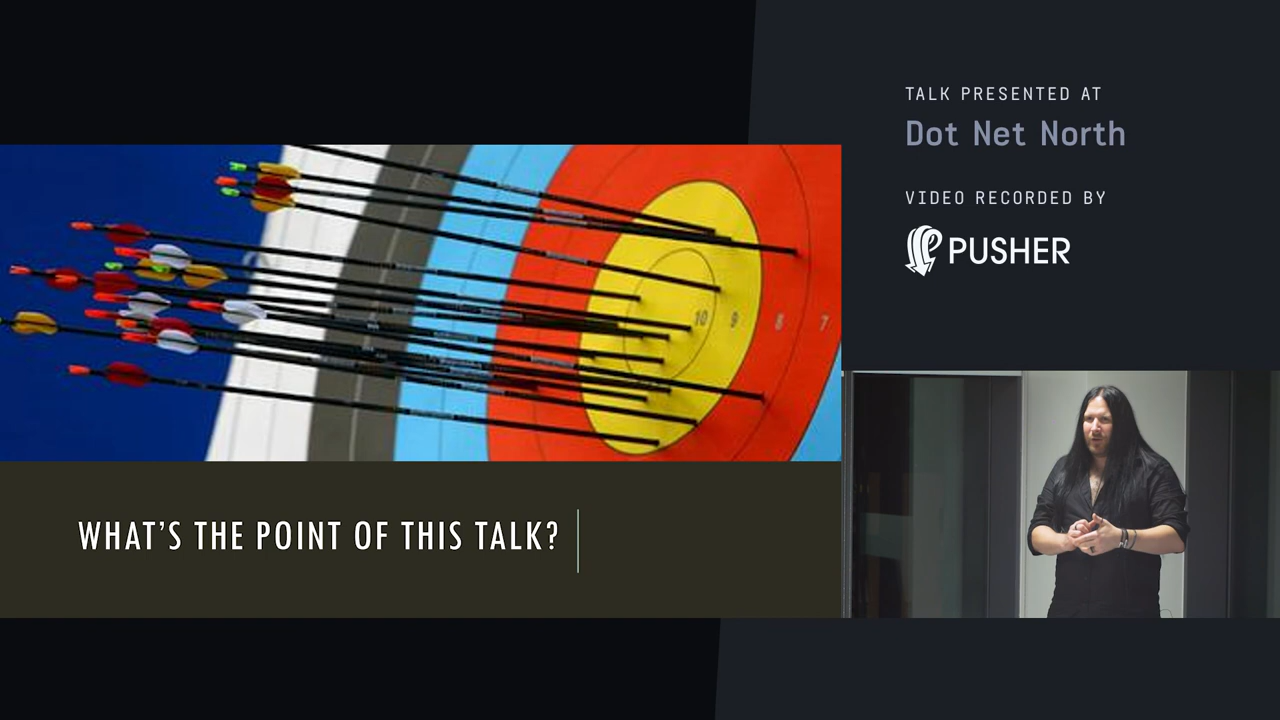 TALK PRESENTED AT
Dot Net North
VIDEO RECORDED BY
PUSHER
10 9 8 7
WHAT'S THE POINT OF THIS TALK?